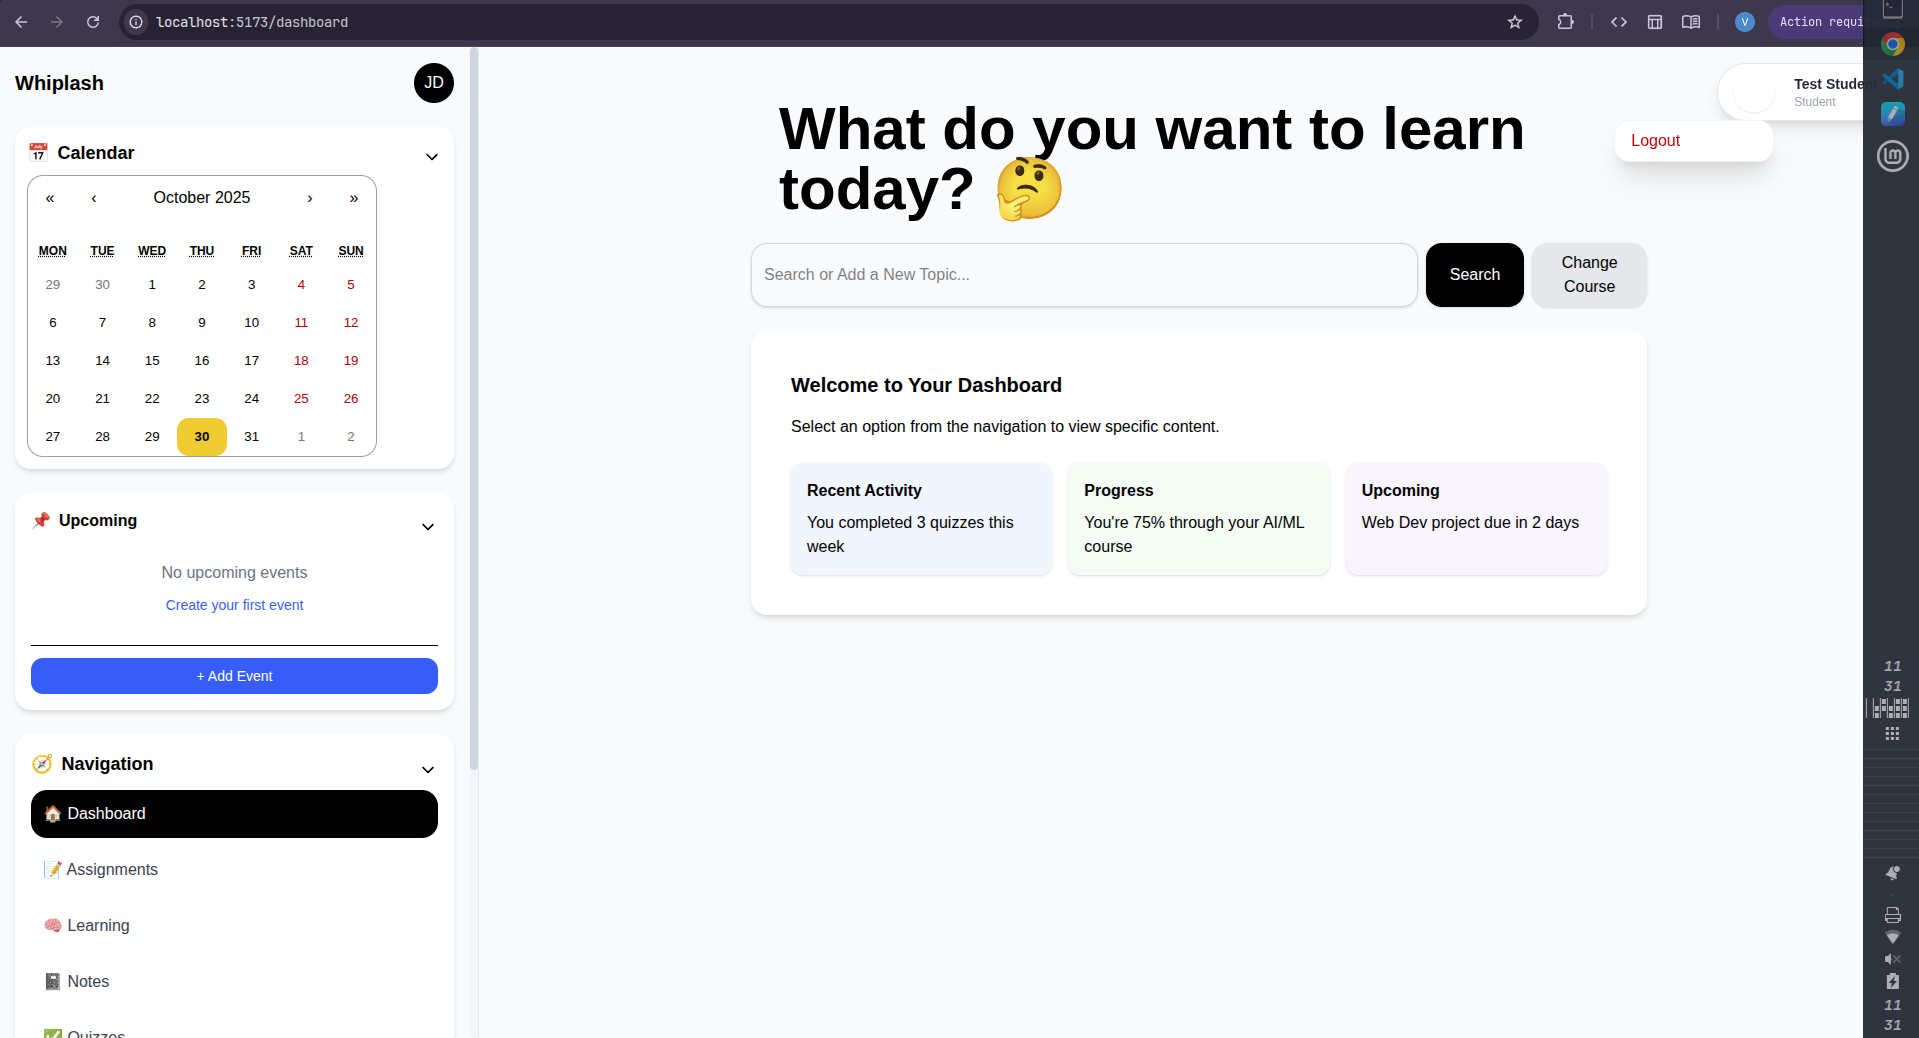 localhost:5173/dashboard
V
Action requi
Whiplash
JD
📅 Calendar
« ‹ October 2025 › »
MON TUE WED THU FRI SAT SUN
29 30 1 2 3 4 5
6 7 8 9 10 11 12
13 14 15 16 17 18 19
20 21 22 23 24 25 26
27 28 29 30 31 1 2
📌 Upcoming
No upcoming events
Create your first event
+ Add Event
🧭 Navigation
🏠 Dashboard
📝 Assignments
🧠 Learning
📓 Notes
✅ Quizzes
What do you want to learn
today? 🤔
Test Student
Student
Logout
Search or Add a New Topic...
Search
Change
Course
Welcome to Your Dashboard
Select an option from the navigation to view specific content.
Recent Activity
You completed 3 quizzes this
week
Progress
You're 75% through your AI/ML
course
Upcoming
Web Dev project due in 2 days
11
31
11
31